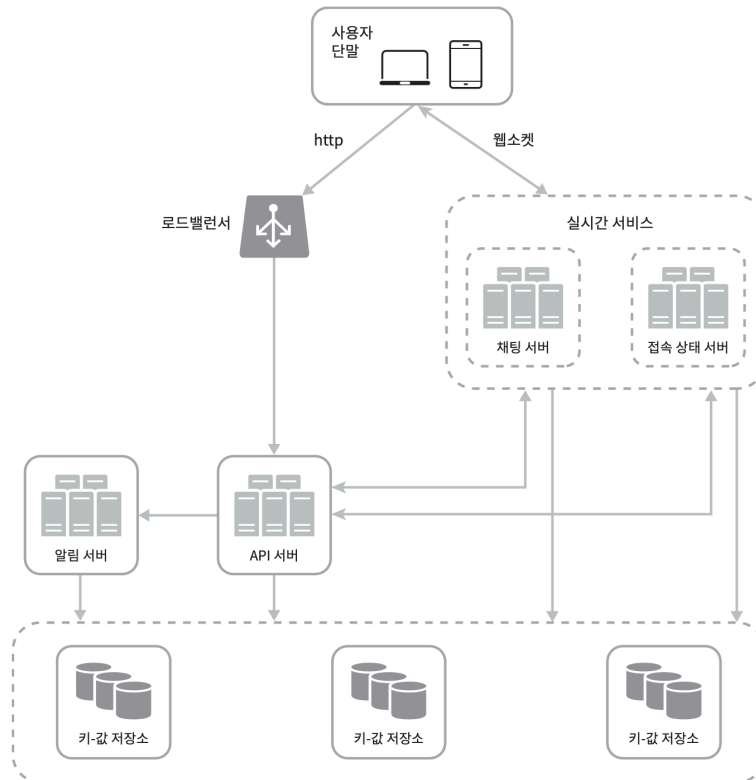 사용자
단말
http
웹소켓
로드밸런서
실시간 서비스
채팅 서버
접속 상태 서버
알림 서버
API 서버
키-값 저장소
키-값 저장소
키-값 저장소